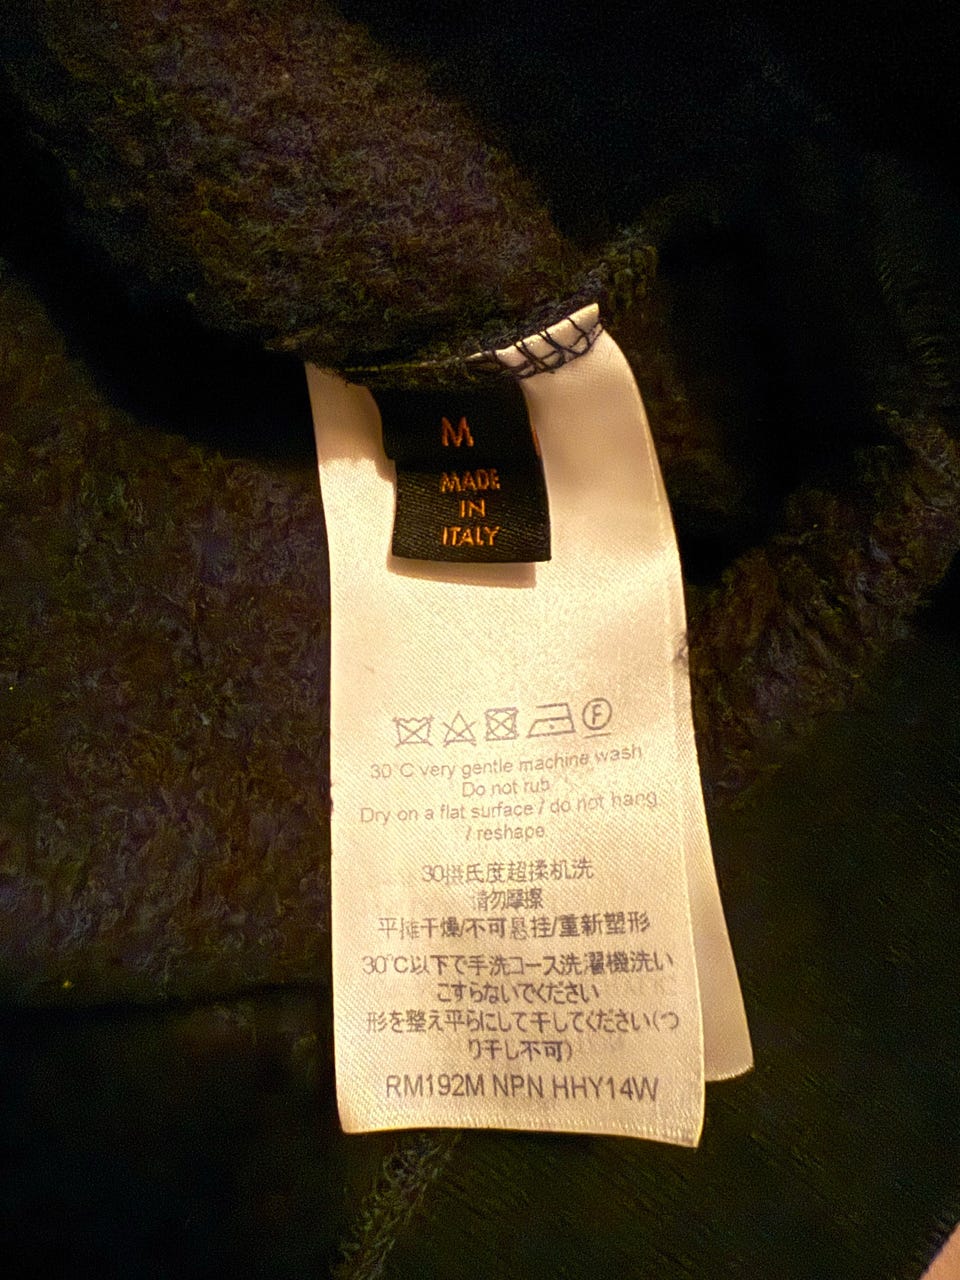 M
MADE
IN
ITALY
F
30°C very gentle machine wash
Do not rub
Dry on a flat surface / do not hang
/ reshape
30摄氏度超柔机洗
请勿摩擦
平摊干燥/不可悬挂/重新塑形
30°C以下で手洗コース洗濯機洗い
こすらないでください
形を整え平らにして干してください(つ
り干し不可)
RM192M NPN HHY14W